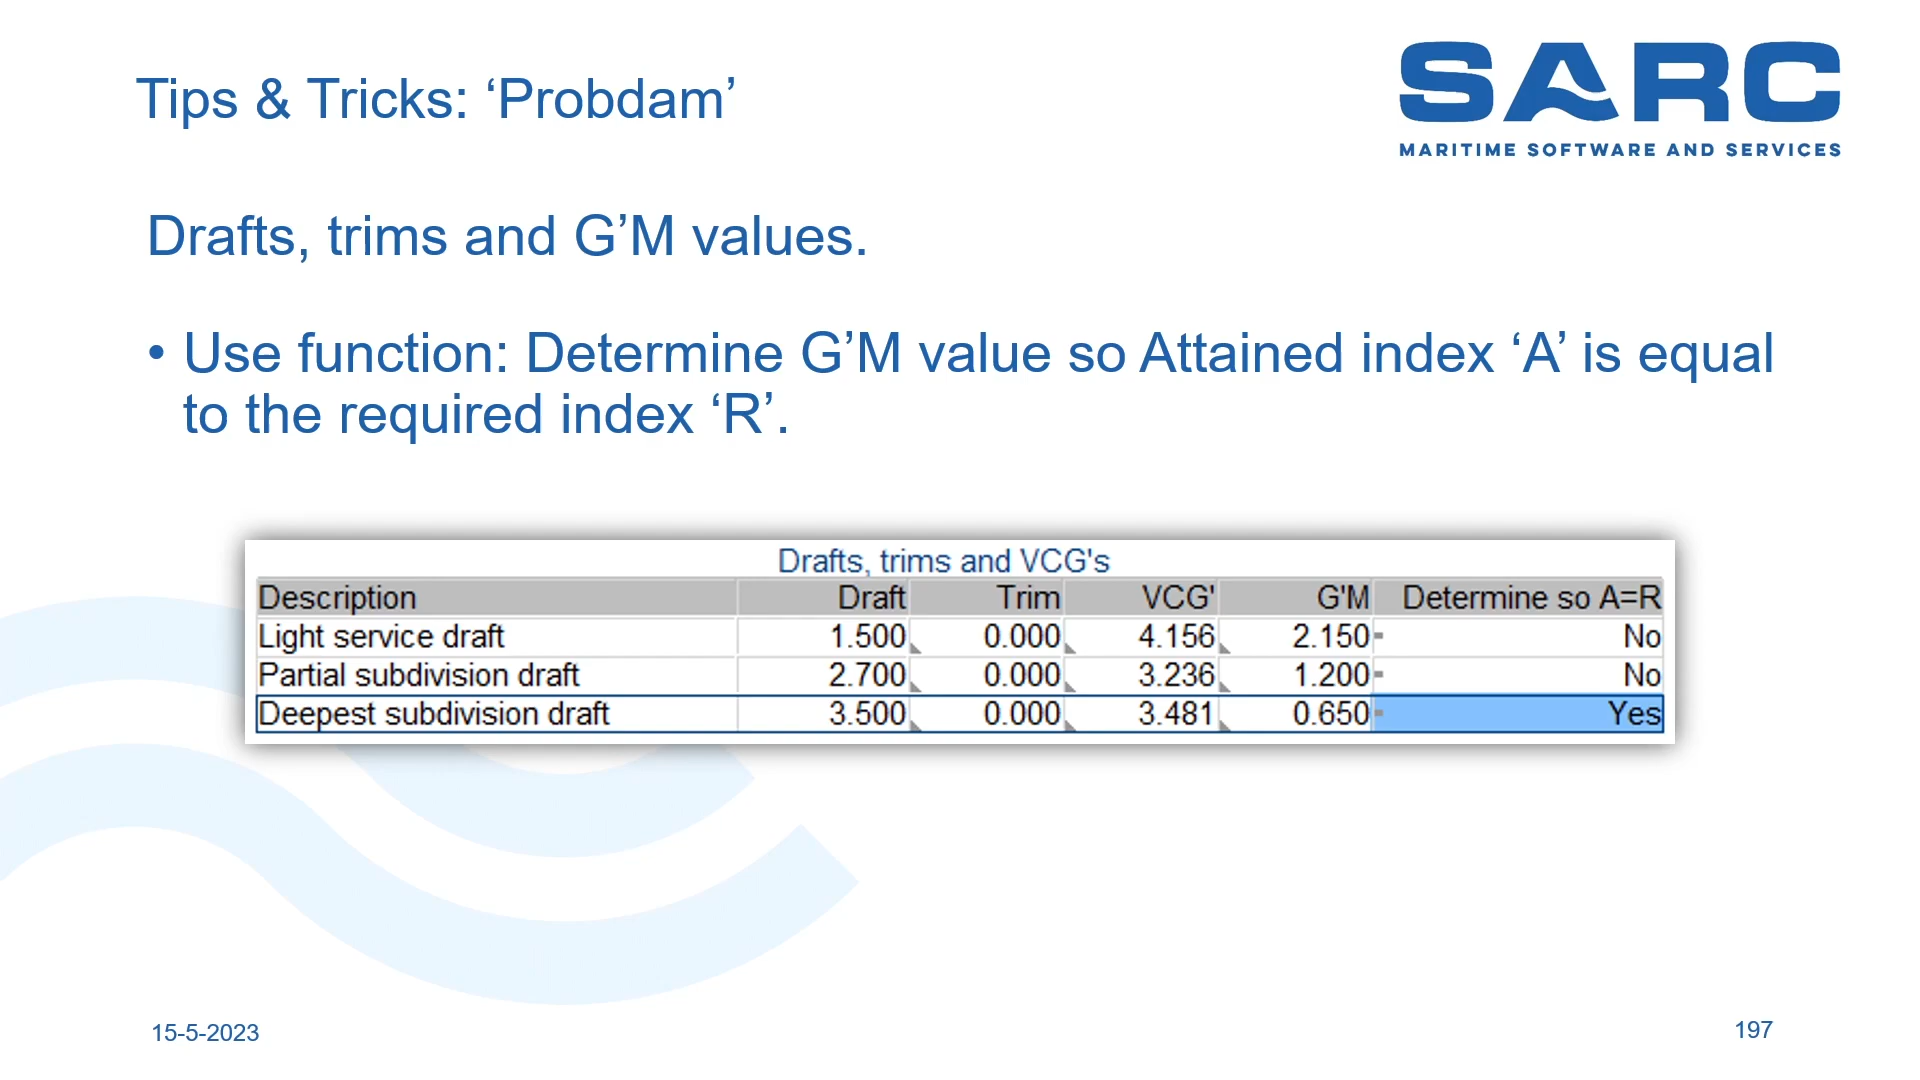 Tips & Tricks: ‘Probdam’
SARC
MARITIME SOFTWARE AND SERVICES
Drafts, trims and G’M values.
• Use function: Determine G’M value so Attained index ‘A’ is equal
to the required index ‘R’.
Drafts, trims and VCG's
Description Draft Trim VCG' G'M Determine so A=R
Light service draft 1.500 0.000 4.156 2.150 No
Partial subdivision draft 2.700 0.000 3.236 1.200 No
Deepest subdivision draft 3.500 0.000 3.481 0.650 Yes
15-5-2023
197